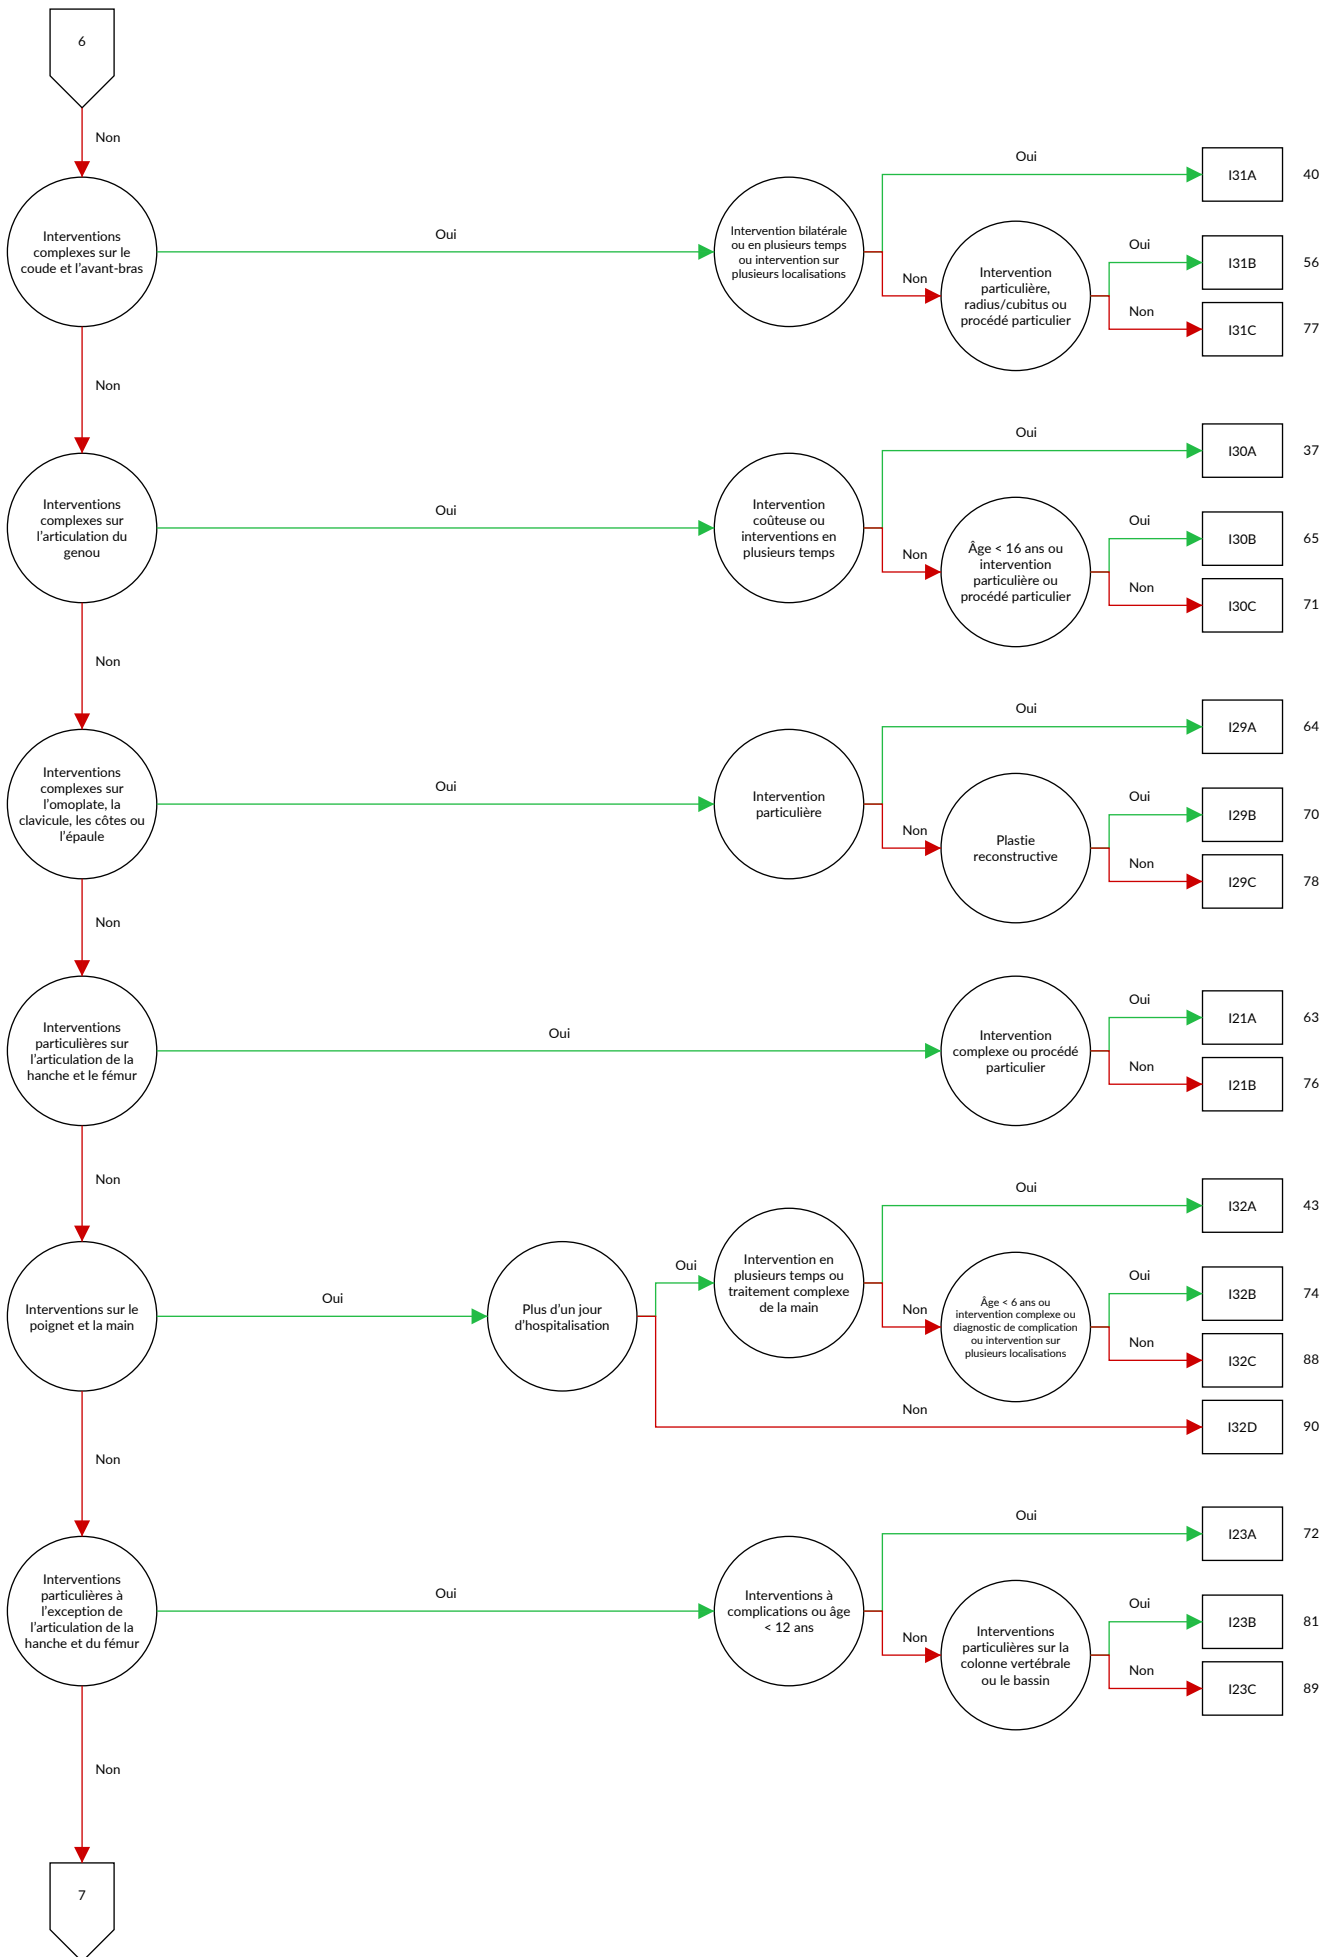 6
Non
Interventions
complexes sur le
coude et l'avant-bras
Oui
Intervention bilatérale
ou en plusieurs temps
ou intervention sur
plusieurs localisations
Oui
I31A
40
Non
Intervention
particulière,
radius/cubitus ou
procédé particulier
Oui
I31B
56
Non
I31C
77
Non
Interventions
complexes sur
l'articulation du
genou
Oui
Intervention
coûteuse ou
interventions en
plusieurs temps
Oui
I30A
37
Non
Âge < 16 ans ou
intervention
particulière ou
procédé particulier
Oui
I30B
65
Non
I30C
71
Non
Interventions
complexes sur
l'omoplate, la
clavicule, les côtes ou
l'épaule
Oui
Intervention
particulière
Oui
I29A
64
Non
Plastie
reconstructive
Oui
I29B
70
Non
I29C
78
Non
Interventions
particulières sur
l'articulation de la
hanche et le fémur
Oui
Intervention
complexe ou procédé
particulier
Oui
I21A
63
Non
I21B
76
Non
Interventions sur le
poignet et la main
Oui
Plus d'un jour
d'hospitalisation
Oui
Intervention en
plusieurs temps ou
traitement complexe
de la main
Oui
I32A
43
Non
Âge < 6 ans ou
intervention complexe ou
diagnostic de complication
ou intervention sur
plusieurs localisations
Oui
I32B
74
Non
I32C
88
Non
I32D
90
Non
Interventions
particulières à
l'exception de
l'articulation de la
hanche et du fémur
Oui
Interventions à
complications ou âge
< 12 ans
Oui
I23A
72
Non
Interventions
particulières sur la
colonne vertébrale
ou le bassin
Oui
I23B
81
Non
I23C
89
Non
7